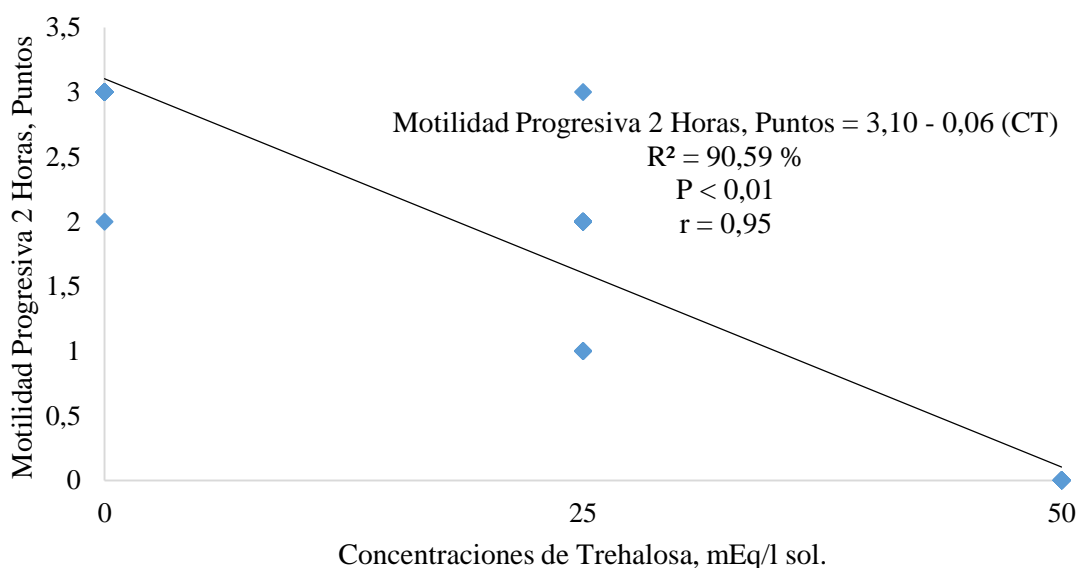 Motilidad Progresiva 2 Horas, Puntos
3,5
3
2,5
2
1,5
1
0,5
0
Motilidad Progresiva 2 Horas, Puntos = 3,10 - 0,06 (CT)
R² = 90,59 %
P < 0,01
r = 0,95
0 25 50
Concentraciones de Trehalosa, mEq/l sol.